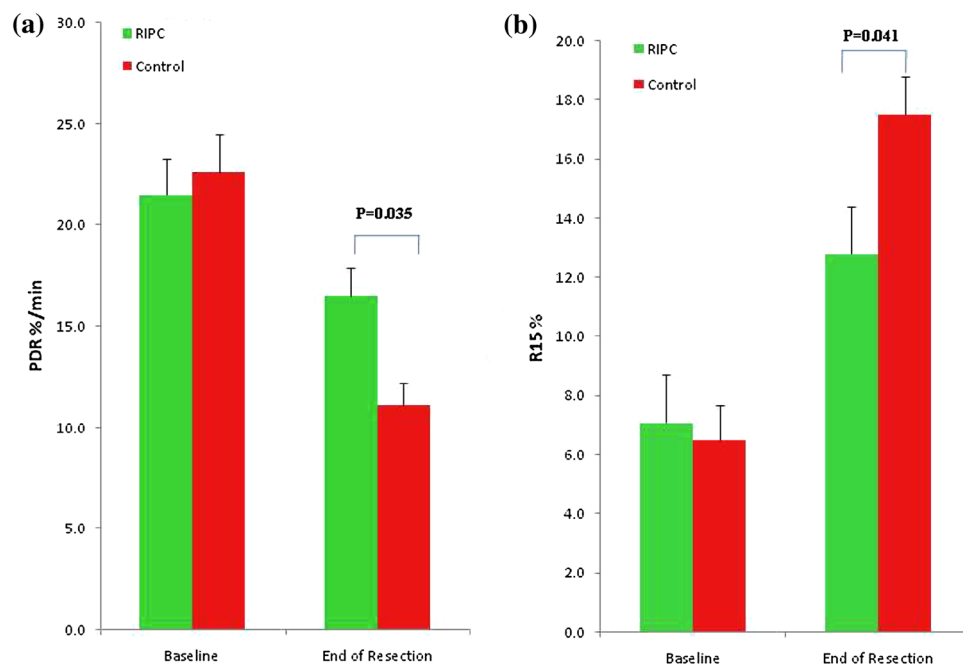 (a)
30.0
25.0
20.0
15.0
10.0
5.0
0.0
PDR %/min
RIPC
Control
P=0.035
Baseline
End of Resection
(b)
20.0
18.0
16.0
14.0
12.0
10.0
8.0
6.0
4.0
2.0
0.0
R15 %
RIPC
Control
P=0.041
Baseline
End of Resection